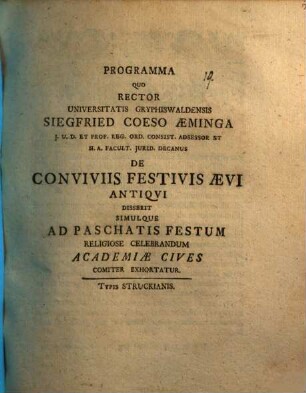 19.
PROGRAMMA
QUO
RECTOR
UNIVERSITATIS GRYPHISWALDENSIS
SIEGFRIED COESO ÆMINGA
J. U. D. ET PROF. REG. ORD. CONSIST. ADSESSOR ET
H. A. FACULT. JURID. DECANUS
DE
CONVIVIIS FESTIVIS ÆVI
ANTIQVI
DISSERIT
SIMULQUE
AD PASCHATIS FESTUM
RELIGIOSE CELEBRANDUM
ACADEMIÆ CIVES
COMITER EXHORTATUR.
TYPIS STRUCKIANIS.